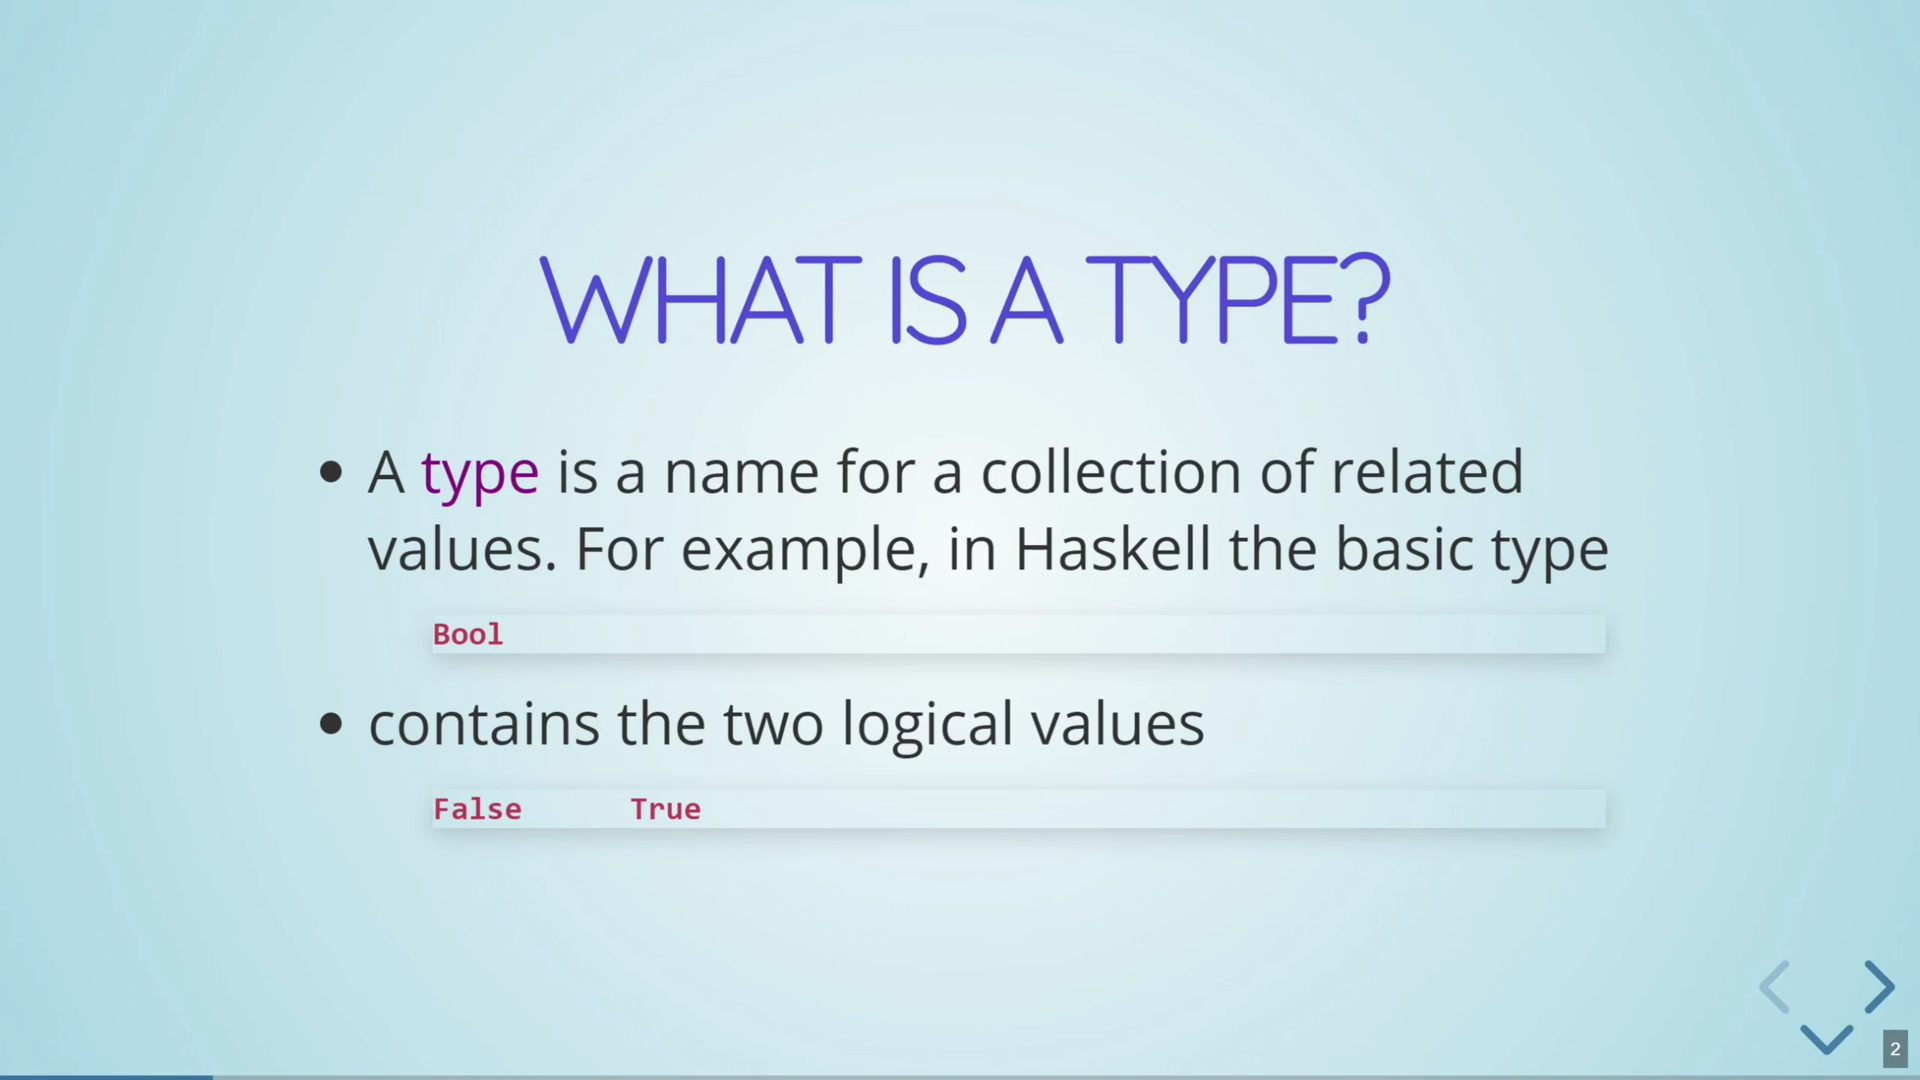 WHAT IS A TYPE?
• A type is a name for a collection of related
values. For example, in Haskell the basic type
Bool
• contains the two logical values
False True
2